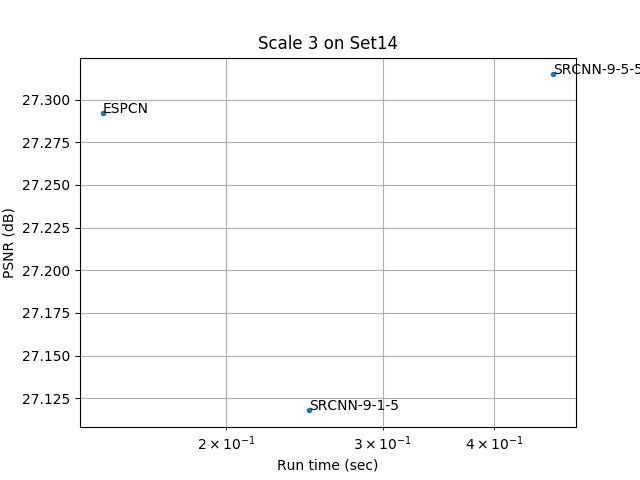 Scale 3 on Set14
SRCNN-9-5-5
27.300
ESPCN
27.275
27.250
27.225
27.200
27.175
27.150
27.125
SRCNN-9-1-5
PSNR (dB)
2 × 10⁻¹
3 × 10⁻¹
4 × 10⁻¹
Run time (sec)